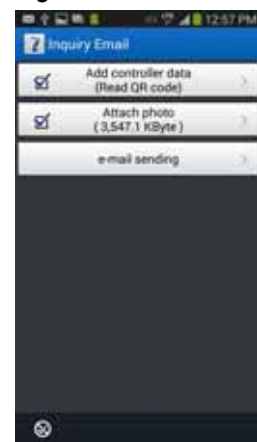 12:57 PM
Inquiry Email
Add controller data
(Read QR code)
Attach photo
( 3,547.1 KByte )
e-mail sending